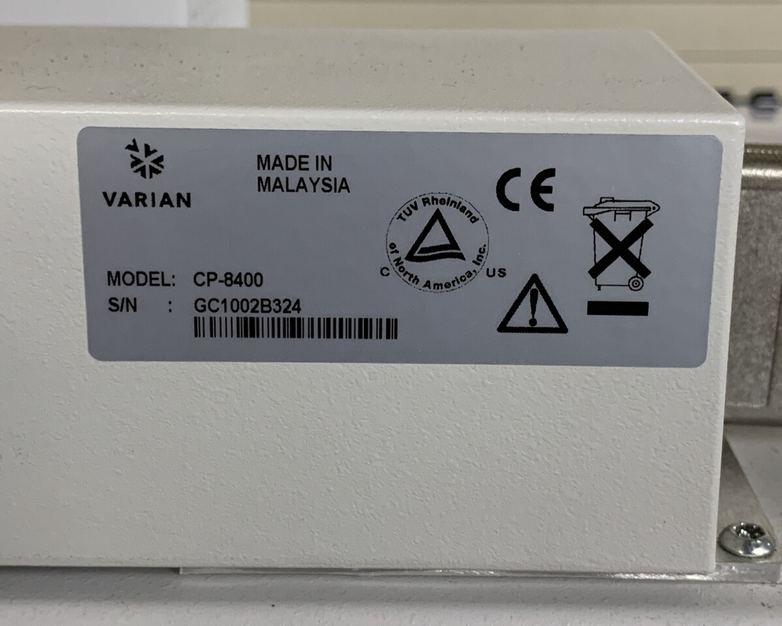 VARIAN
MADE IN
MALAYSIA
MODEL: CP-8400
S/N : GC1002B324
TUV Rheinland
of North America, Inc.
C US
CE